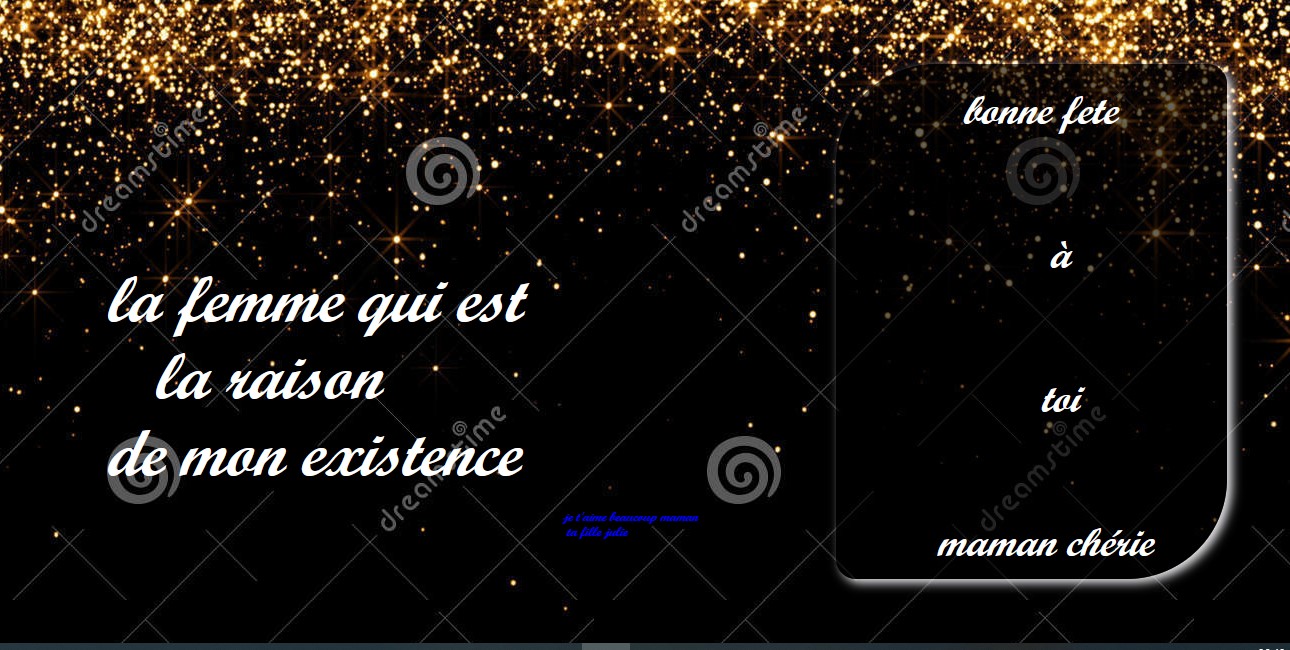 bonne fete
à
toi
maman chérie
la femme qui est
la raison
de mon existence
je t'aime beaucoup maman
ta fille julie
dreamstime
dreamstime
dreamstime
dreamstime